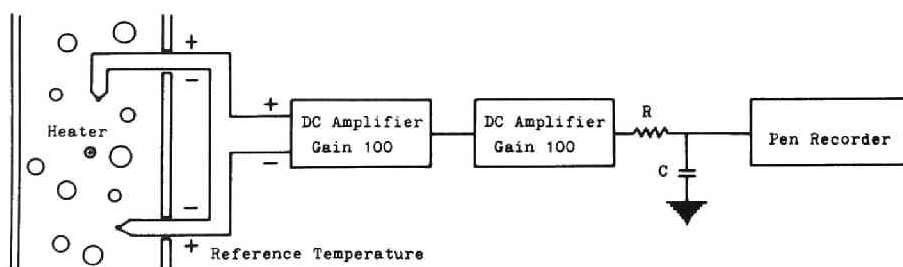 +
−
Heater
−
+
Reference Temperature
+
−
DC Amplifier
Gain 100
DC Amplifier
Gain 100
R
C
Pen Recorder